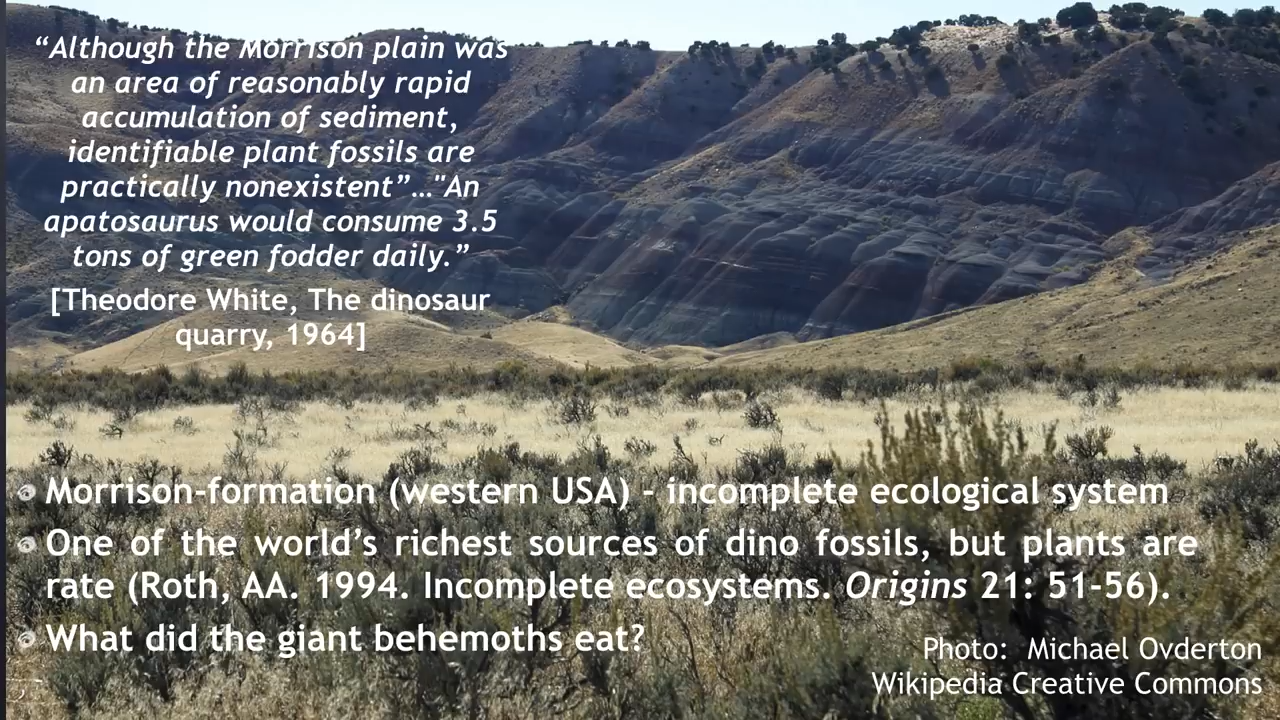 “Although the Morrison plain was
an area of reasonably rapid
accumulation of sediment,
identifiable plant fossils are
practically nonexistent”…"An
apatosaurus would consume 3.5
tons of green fodder daily.”
[Theodore White, The dinosaur
quarry, 1964]
Morrison-formation (western USA) - incomplete ecological system
One of the world’s richest sources of dino fossils, but plants are
rate (Roth, AA. 1994. Incomplete ecosystems. Origins 21: 51-56).
What did the giant behemoths eat?
Photo: Michael Ovderton
Wikipedia Creative Commons